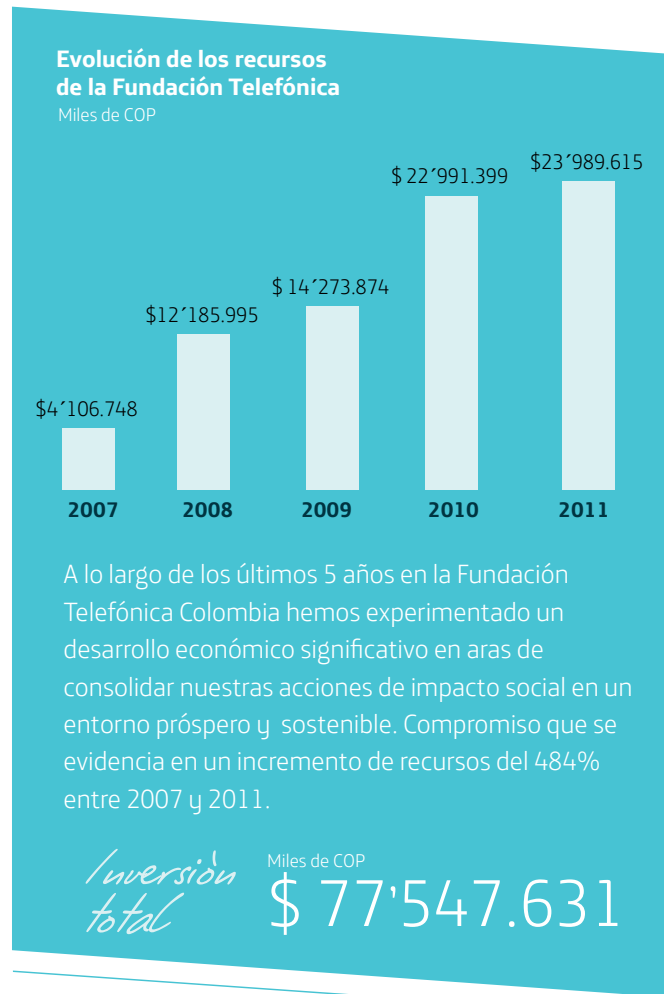 Evolución de los recursos
de la Fundación Telefónica
Miles de COP
$4´106.748
$12´185.995
$ 14´273.874
$ 22´991.399
$23´989.615
2007 2008 2009 2010 2011
A lo largo de los últimos 5 años en la Fundación
Telefónica Colombia hemos experimentado un
desarrollo económico significativo en aras de
consolidar nuestras acciones de impacto social en un
entorno próspero y  sostenible. Compromiso que se
evidencia en un incremento de recursos del 484%
entre 2007 y 2011.
Inversión
total
Miles de COP
$ 77'547.631